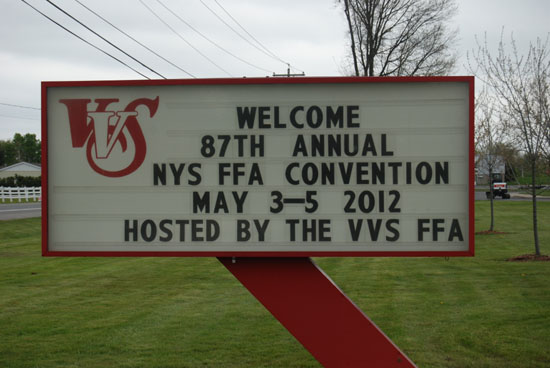 VVS
WELCOME
87TH ANNUAL
NYS FFA CONVENTION
MAY 3-5 2012
HOSTED BY THE VVS FFA